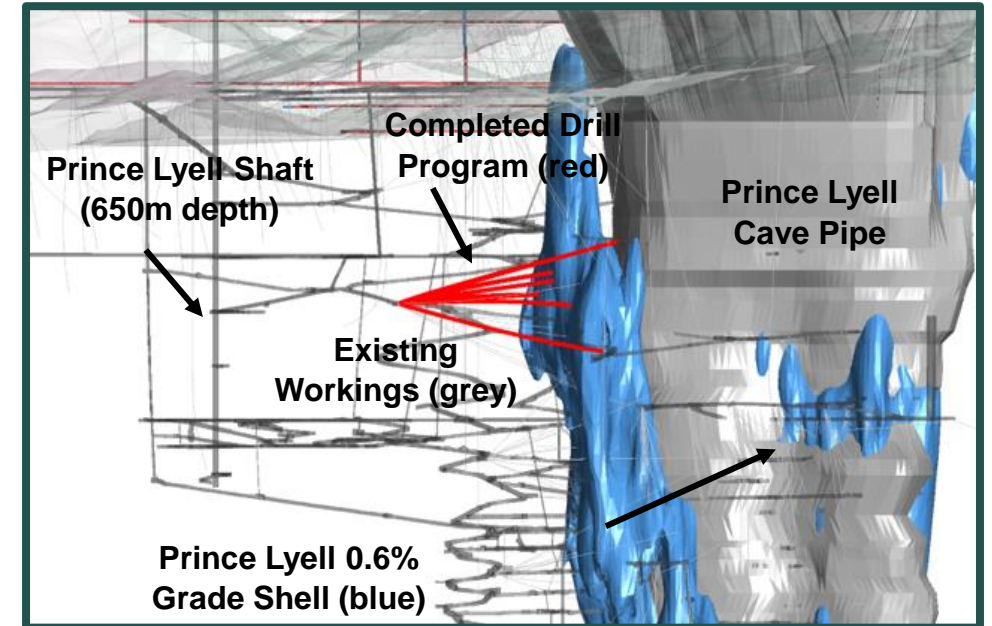 Completed Drill
Program (red)
Prince Lyell Shaft
(650m depth)
Prince Lyell
Cave Pipe
Existing
Workings (grey)
Prince Lyell 0.6%
Grade Shell (blue)